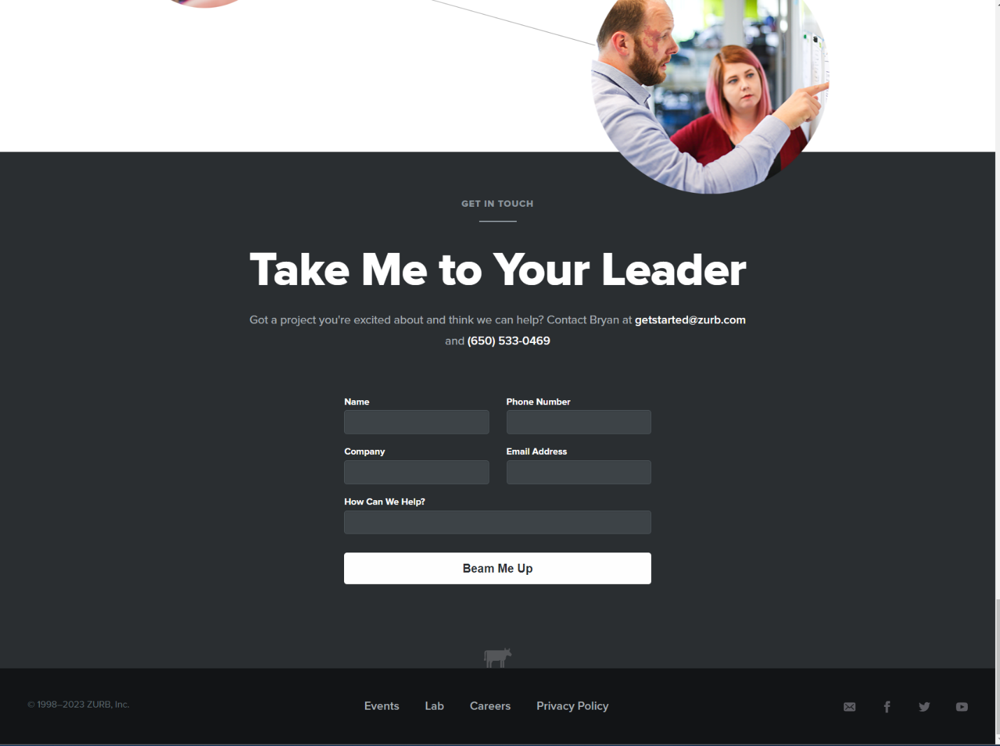 GET IN TOUCH
Take Me to Your Leader
Got a project you're excited about and think we can help? Contact Bryan at getstarted@zurb.com
and (650) 533-0469
Name
Phone Number
Company
Email Address
How Can We Help?
Beam Me Up
© 1998–2023 ZURB, Inc.
Events
Lab
Careers
Privacy Policy